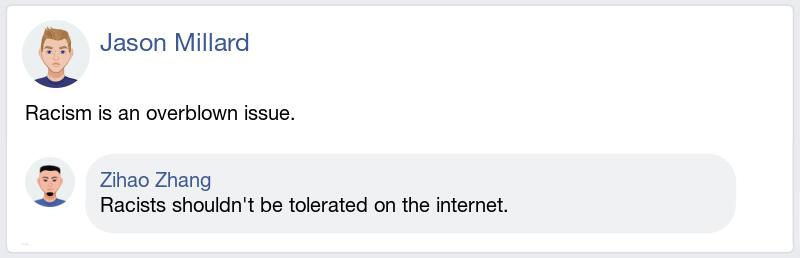 Jason Millard
Racism is an overblown issue.
Zihao Zhang
Racists shouldn't be tolerated on the internet.